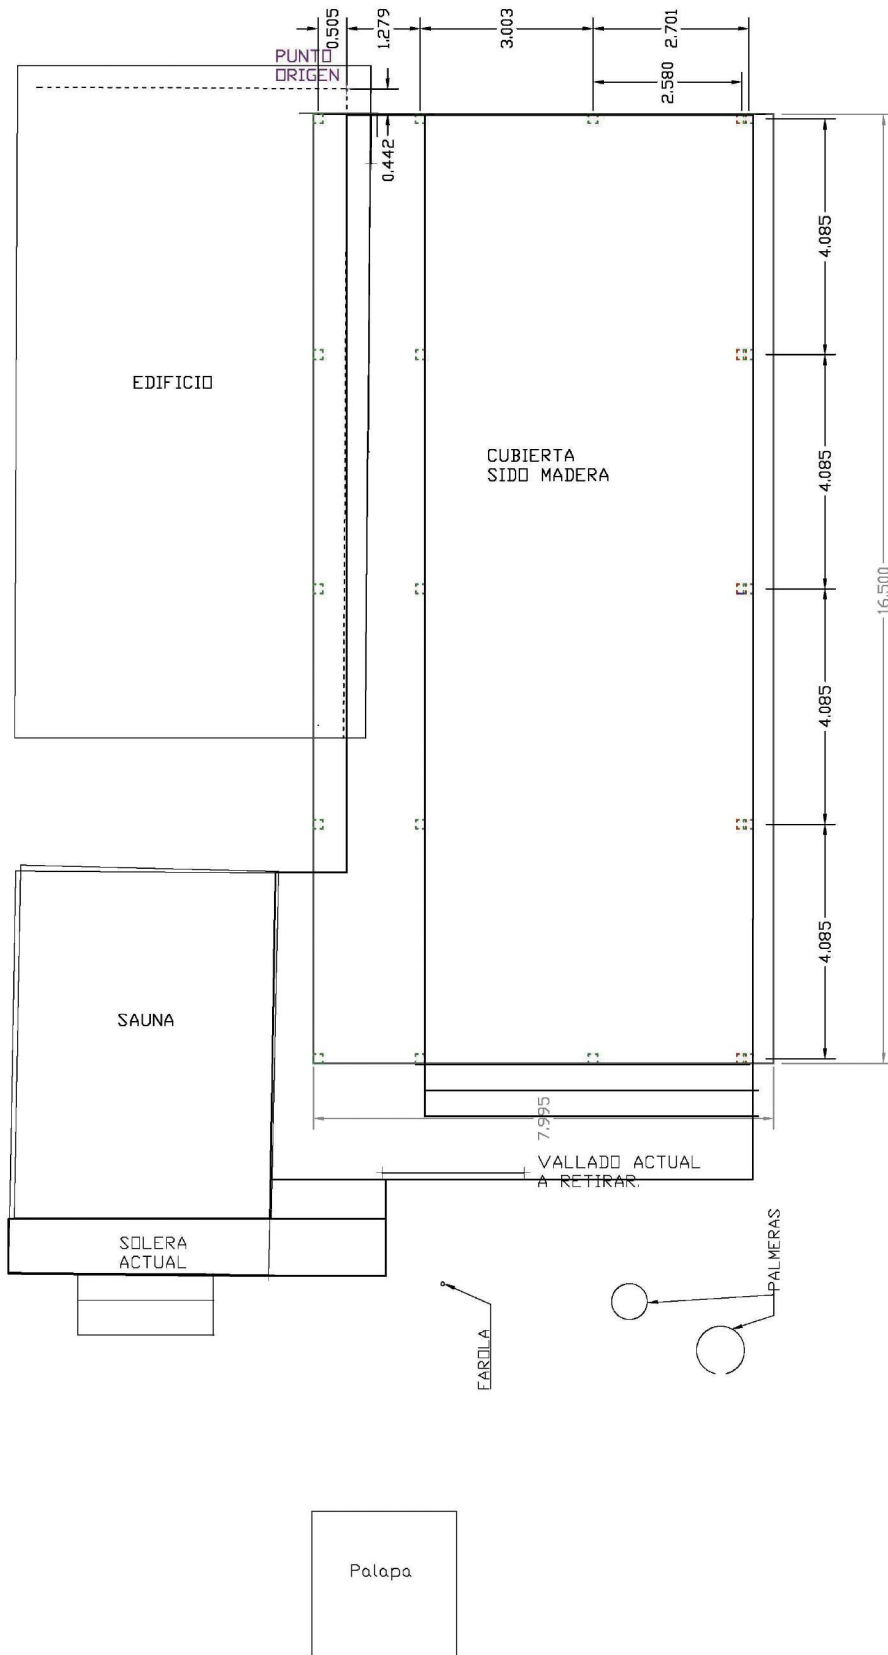 0.505
1.279
3.003
2.701
2.580
PUNTO
ORIGEN
0.442
4.085
EDIFICIO
CUBIERTA
SIDO MADERA
4.085
16.500
4.085
4.085
SAUNA
7.995
VALLADO ACTUAL
A RETIRAR.
SOLERA
ACTUAL
PALMERAS
FAROLA
Palapa